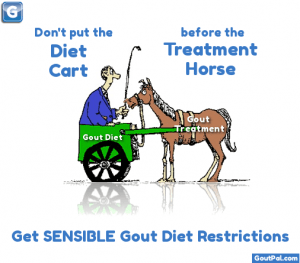 G
Don't put the
Diet
Cart
before the
Treatment
Horse
Gout Diet
Gout
Treatment
Get SENSIBLE Gout Diet Restrictions
GoutPal.com